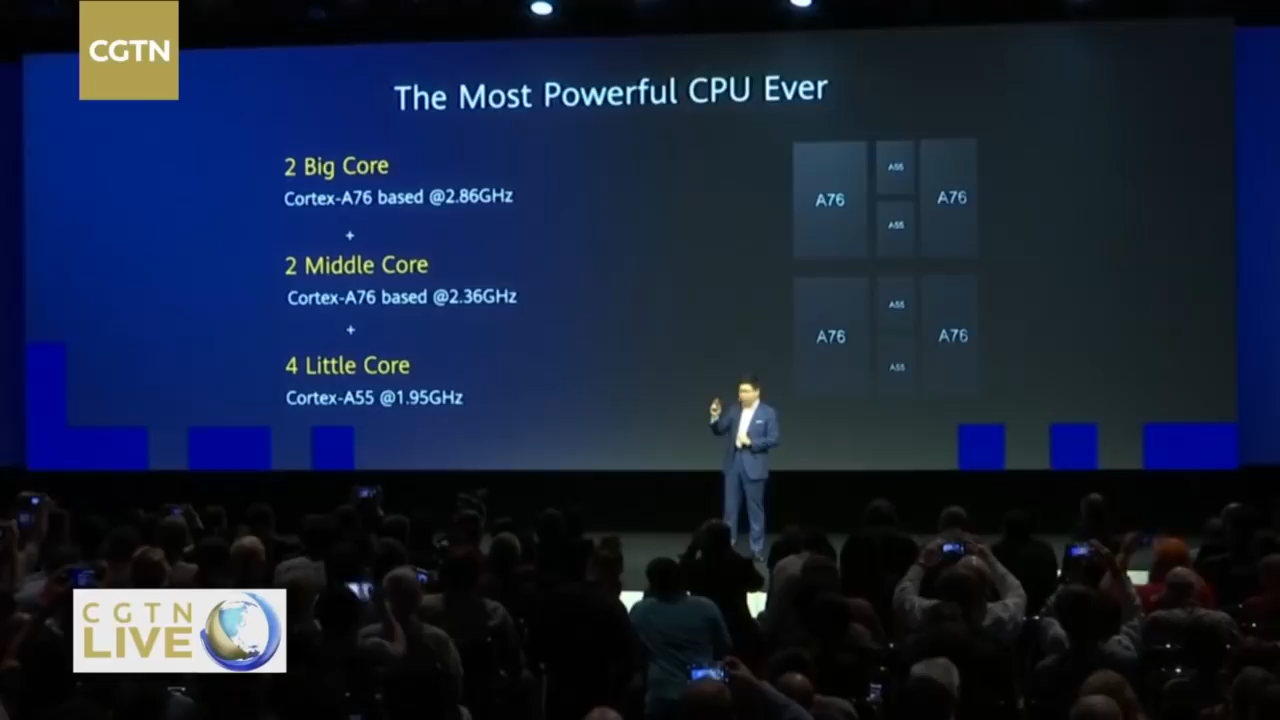 CGTN
The Most Powerful CPU Ever
2 Big Core
Cortex-A76 based @2.86GHz
+
2 Middle Core
Cortex-A76 based @2.36GHz
+
4 Little Core
Cortex-A55 @1.95GHz
A76
A55
A55
A76
A76
A55
A55
A76
CGTN
LIVE